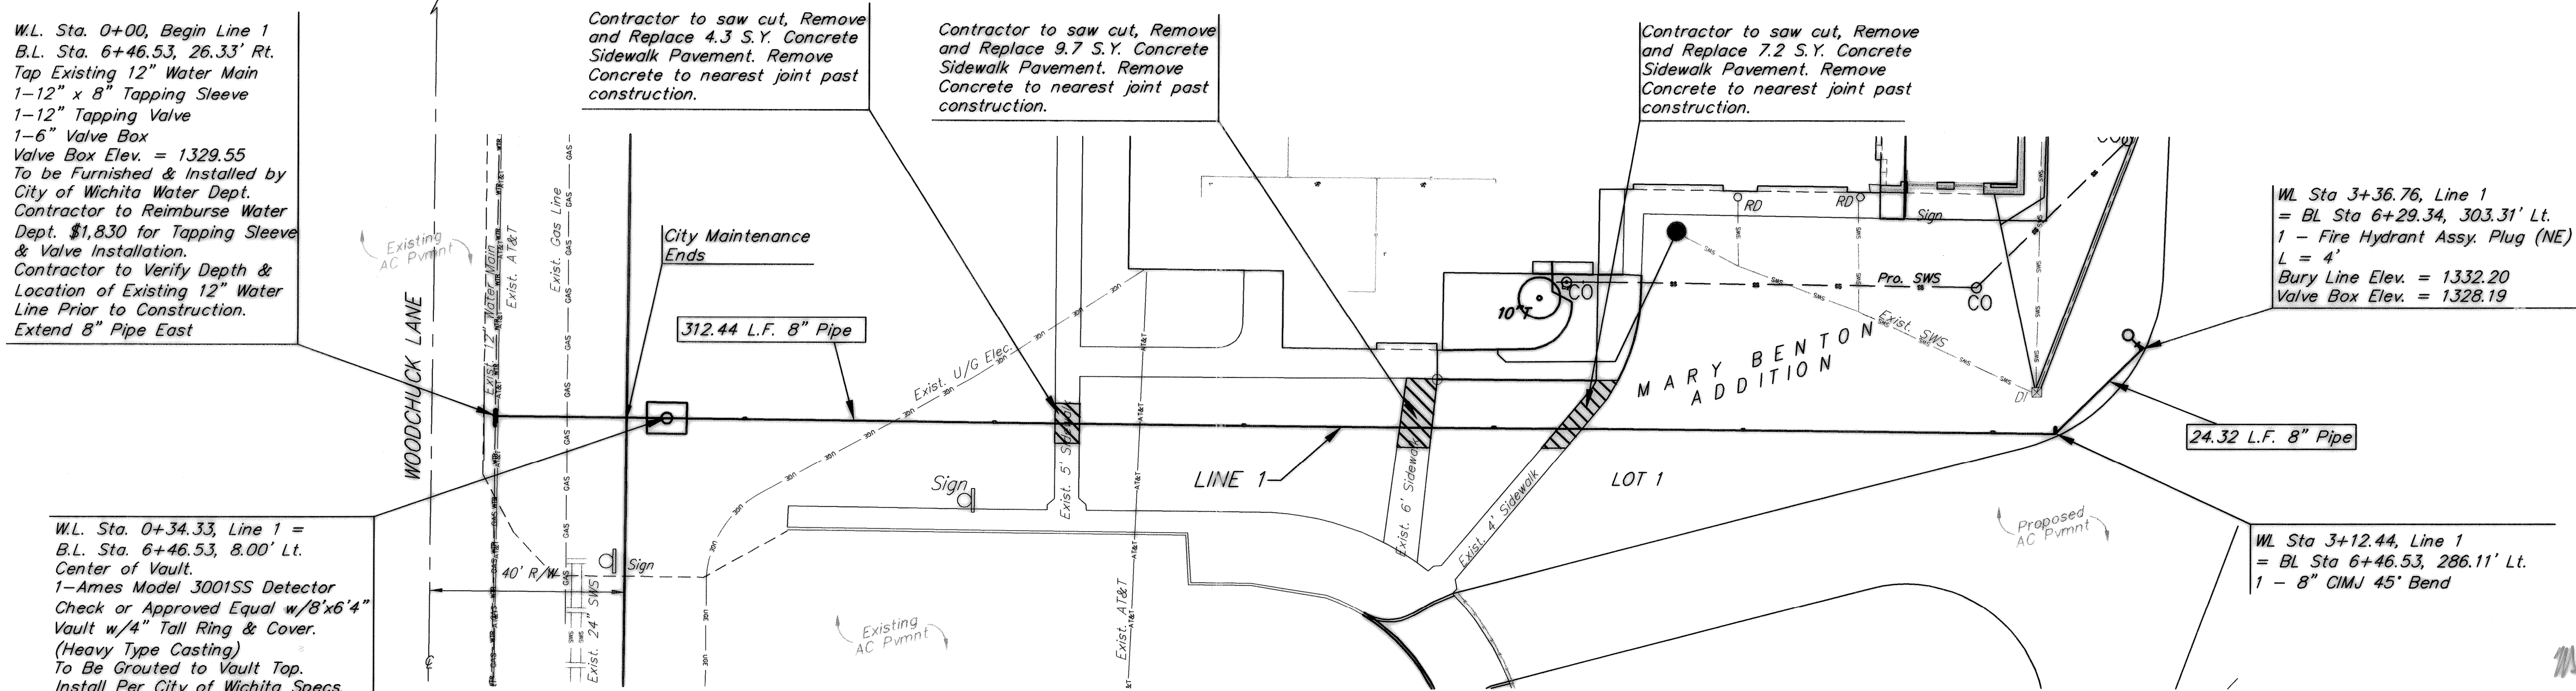 W.L. Sta. 0+00, Begin Line 1
B.L. Sta. 6+46.53, 26.33' Rt.
Tap Existing 12" Water Main
1-12" x 8" Tapping Sleeve
1-12" Tapping Valve
1-6" Valve Box
Valve Box Elev. = 1329.55
To be Furnished & Installed by
City of Wichita Water Dept.
Contractor to Reimburse Water
Dept. $1,830 for Tapping Sleeve
& Valve Installation.
Contractor to Verify Depth &
Location of Existing 12" Water
Line Prior to Construction.
Extend 8" Pipe East
Contractor to saw cut, Remove
and Replace 4.3 S.Y. Concrete
Sidewalk Pavement. Remove
Concrete to nearest joint past
construction.
Contractor to saw cut, Remove
and Replace 9.7 S.Y. Concrete
Sidewalk Pavement. Remove
Concrete to nearest joint past
construction.
Contractor to saw cut, Remove
and Replace 7.2 S.Y. Concrete
Sidewalk Pavement. Remove
Concrete to nearest joint past
construction.
WL Sta 3+36.76, Line 1
= BL Sta 6+29.34, 303.31' Lt.
1 - Fire Hydrant Assy. Plug (NE)
L = 4'
Bury Line Elev. = 1332.20
Valve Box Elev. = 1328.19
Existing
AC Pvmnt
WOODCHUCK LANE
Exist. 12" Water Main
Exist. AT&T
Exist. Gas Line
GAS
City Maintenance
Ends
312.44 L.F. 8" Pipe
Exist. U/G Elec.
UGE
RD
RD
Sign
Pro. SWS
CO
CO
10"T
Exist. SWS
SWS
DI
MARY BENTON
ADDITION
24.32 L.F. 8" Pipe
LINE 1
LOT 1
Sign
Exist. 5' Sidewalk
Exist. 6' Sidewalk
Exist. 4' Sidewalk
AT&T
Exist. AT&T
40' R/W
Sign
Exist. 24" SWS
Existing
AC Pvmnt
Proposed
AC Pvmnt
W.L. Sta. 0+34.33, Line 1 =
B.L. Sta. 6+46.53, 8.00' Lt.
Center of Vault.
1-Ames Model 3001SS Detector
Check or Approved Equal w/8'x6'4"
Vault w/4" Tall Ring & Cover.
(Heavy Type Casting)
To Be Grouted to Vault Top.
Install Per City of Wichita Specs
WL Sta 3+12.44, Line 1
= BL Sta 6+46.53, 286.11' Lt.
1 - 8" CIMJ 45° Bend